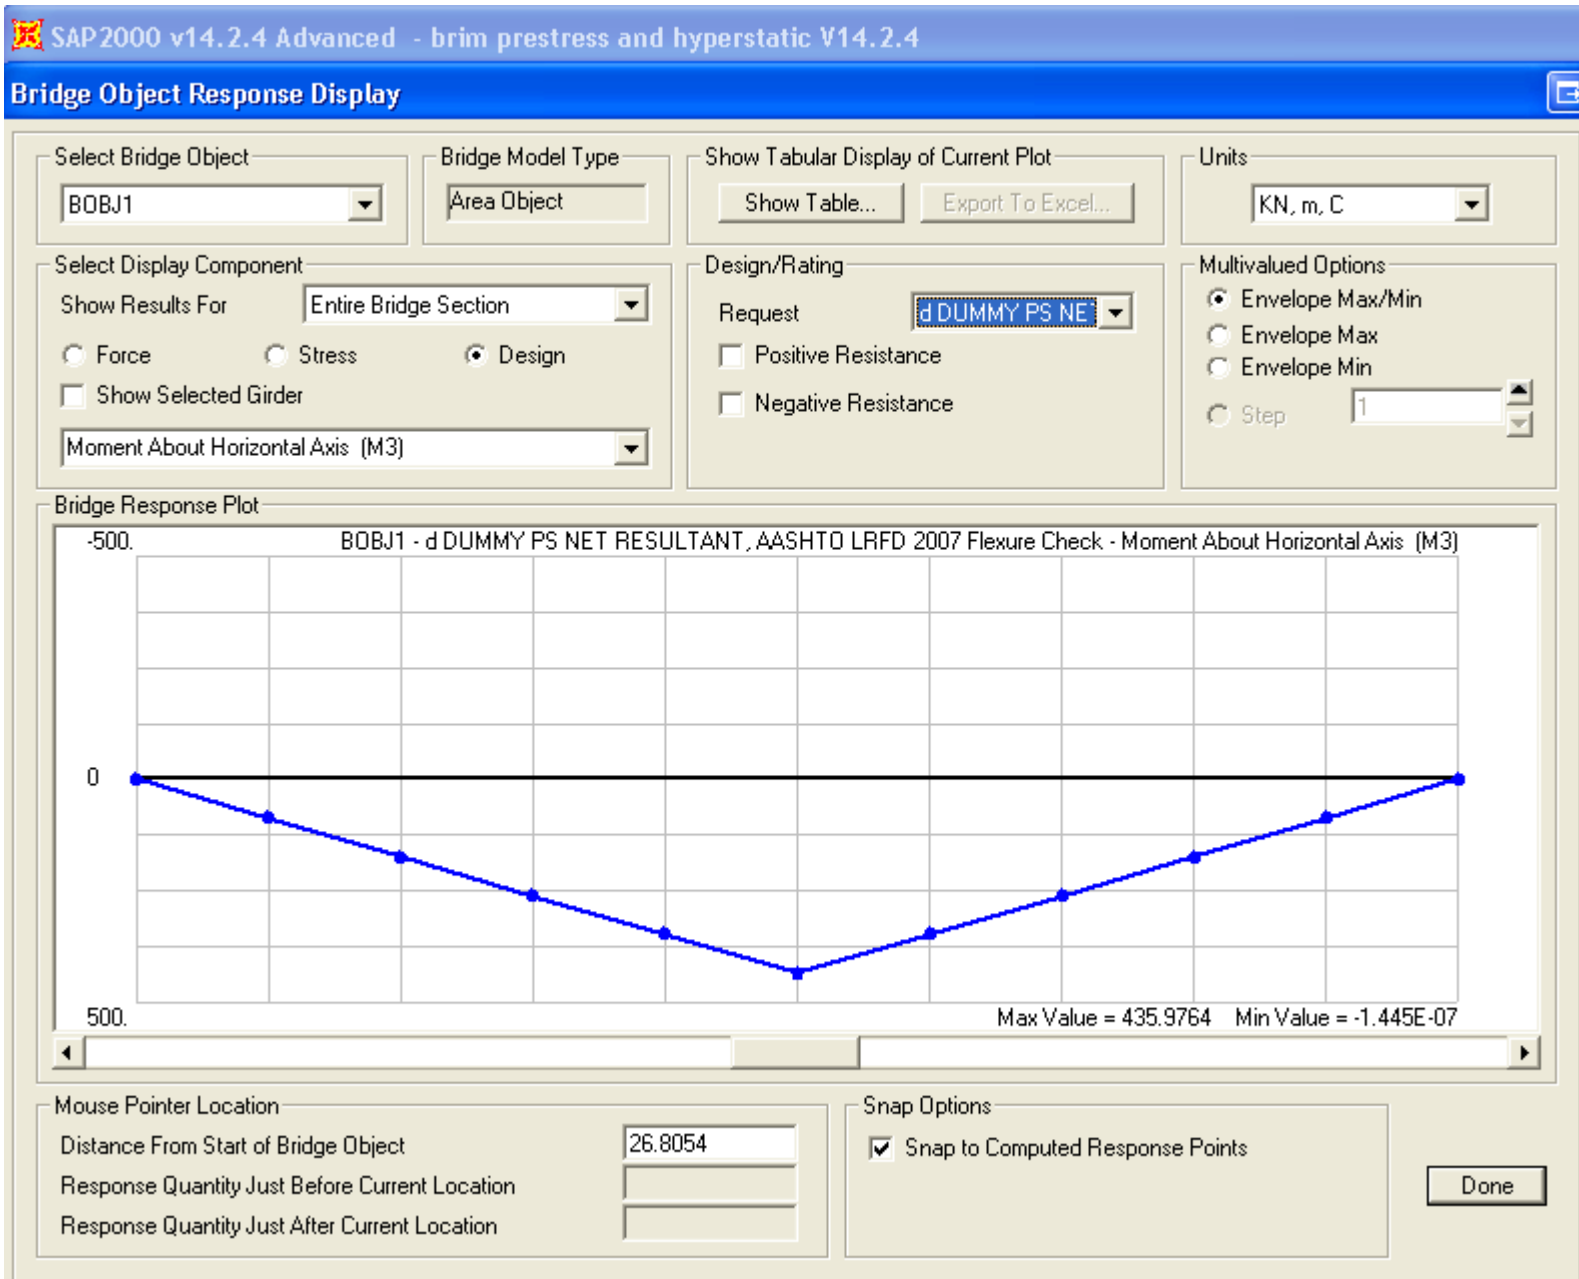 SAP2000 v14.2.4 Advanced - brim prestress and hyperstatic V14.2.4
Bridge Object Response Display
Select Bridge Object
BOBJ1
Bridge Model Type
Area Object
Show Tabular Display of Current Plot
Show Table...
Export To Excel...
Units
KN, m, C
Select Display Component
Show Results For
Entire Bridge Section
Force
Stress
Design
Show Selected Girder
Moment About Horizontal Axis (M3)
Design/Rating
Request
d DUMMY PS NE
Positive Resistance
Negative Resistance
Multivalued Options
Envelope Max/Min
Envelope Max
Envelope Min
Step
1
Bridge Response Plot
-500.
BOBJ1 - d DUMMY PS NET RESULTANT, AASHTO LRFD 2007 Flexure Check - Moment About Horizontal Axis (M3)
0
500.
Max Value = 435.9764 Min Value = -1.445E-07
Mouse Pointer Location
Distance From Start of Bridge Object
26.8054
Response Quantity Just Before Current Location
Response Quantity Just After Current Location
Snap Options
Snap to Computed Response Points
Done